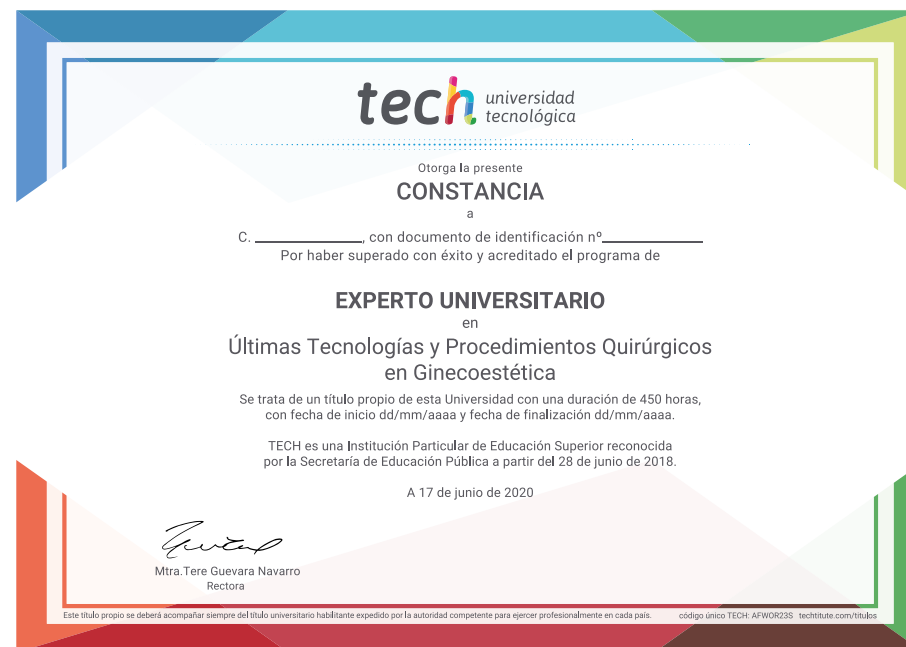 tech universidad
tecnológica
Otorga la presente
CONSTANCIA
a
C. ____________, con documento de identificación nº____________
Por haber superado con éxito y acreditado el programa de
EXPERTO UNIVERSITARIO
en
Últimas Tecnologías y Procedimientos Quirúrgicos
en Ginecoestética
Se trata de un título propio de esta Universidad con una duración de 450 horas,
con fecha de inicio dd/mm/aaaa y fecha de finalización dd/mm/aaaa.
TECH es una Institución Particular de Educación Superior reconocida
por la Secretaría de Educación Pública a partir del 28 de junio de 2018.
A 17 de junio de 2020
Mtra.Tere Guevara Navarro
Rectora
Este título propio se deberá acompañar siempre del título universitario habilitante expedido por la autoridad competente para ejercer profesionalmente en cada país. código único TECH: AFWOR23S techtitute.com/titulos